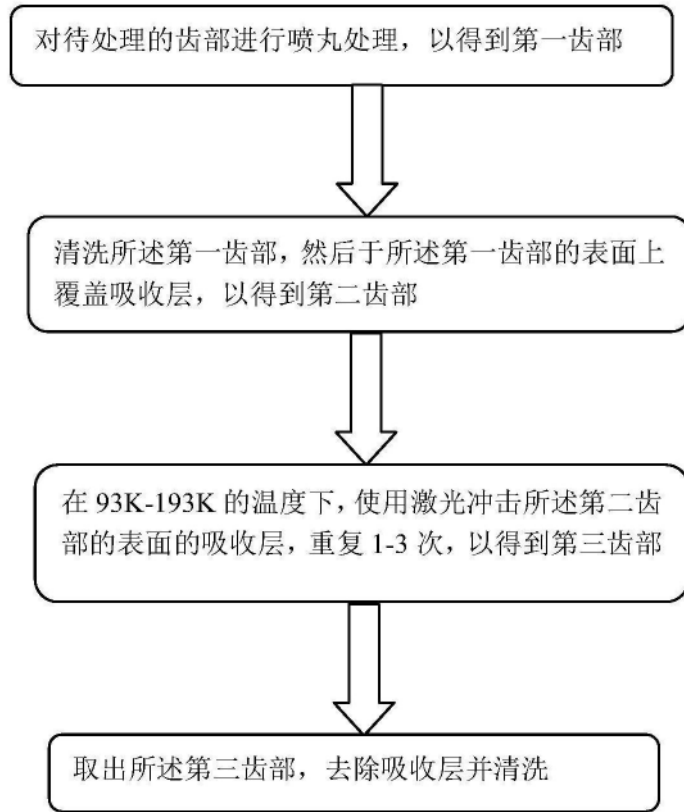 对待处理的齿部进行喷丸处理，以得到第一齿部
清洗所述第一齿部，然后于所述第一齿部的表面上
覆盖吸收层，以得到第二齿部
在 93K-193K 的温度下，使用激光冲击所述第二齿
部的表面的吸收层，重复 1-3 次，以得到第三齿部
取出所述第三齿部，去除吸收层并清洗